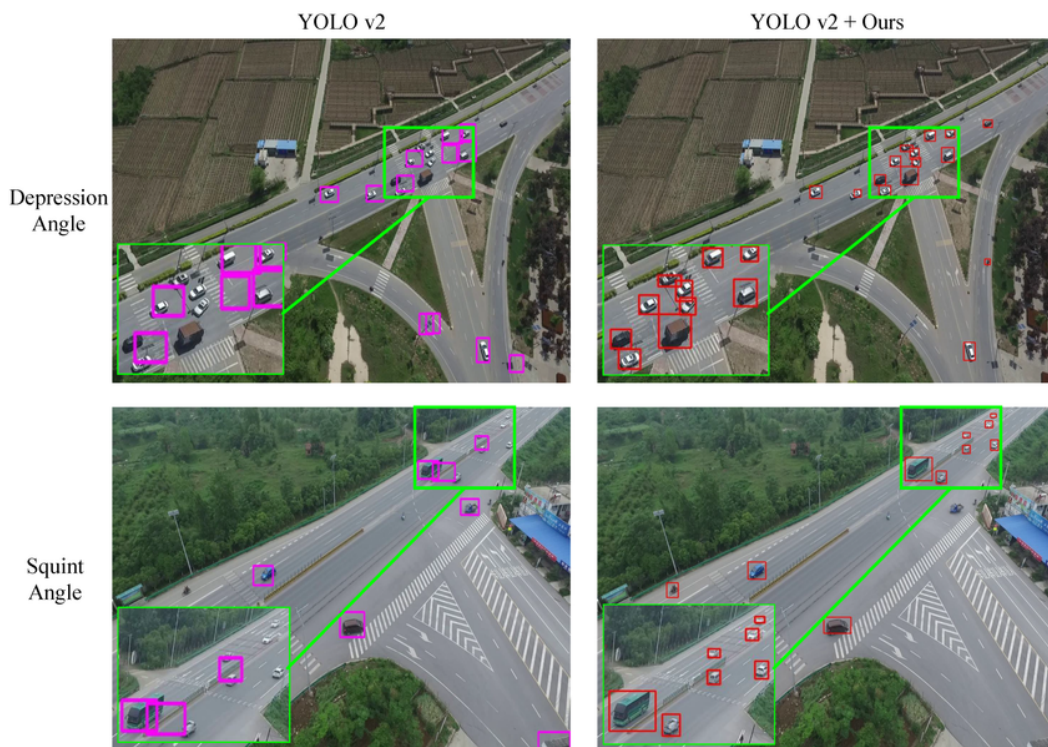 YOLO v2
YOLO v2 + Ours
Depression
Angle
Squint
Angle